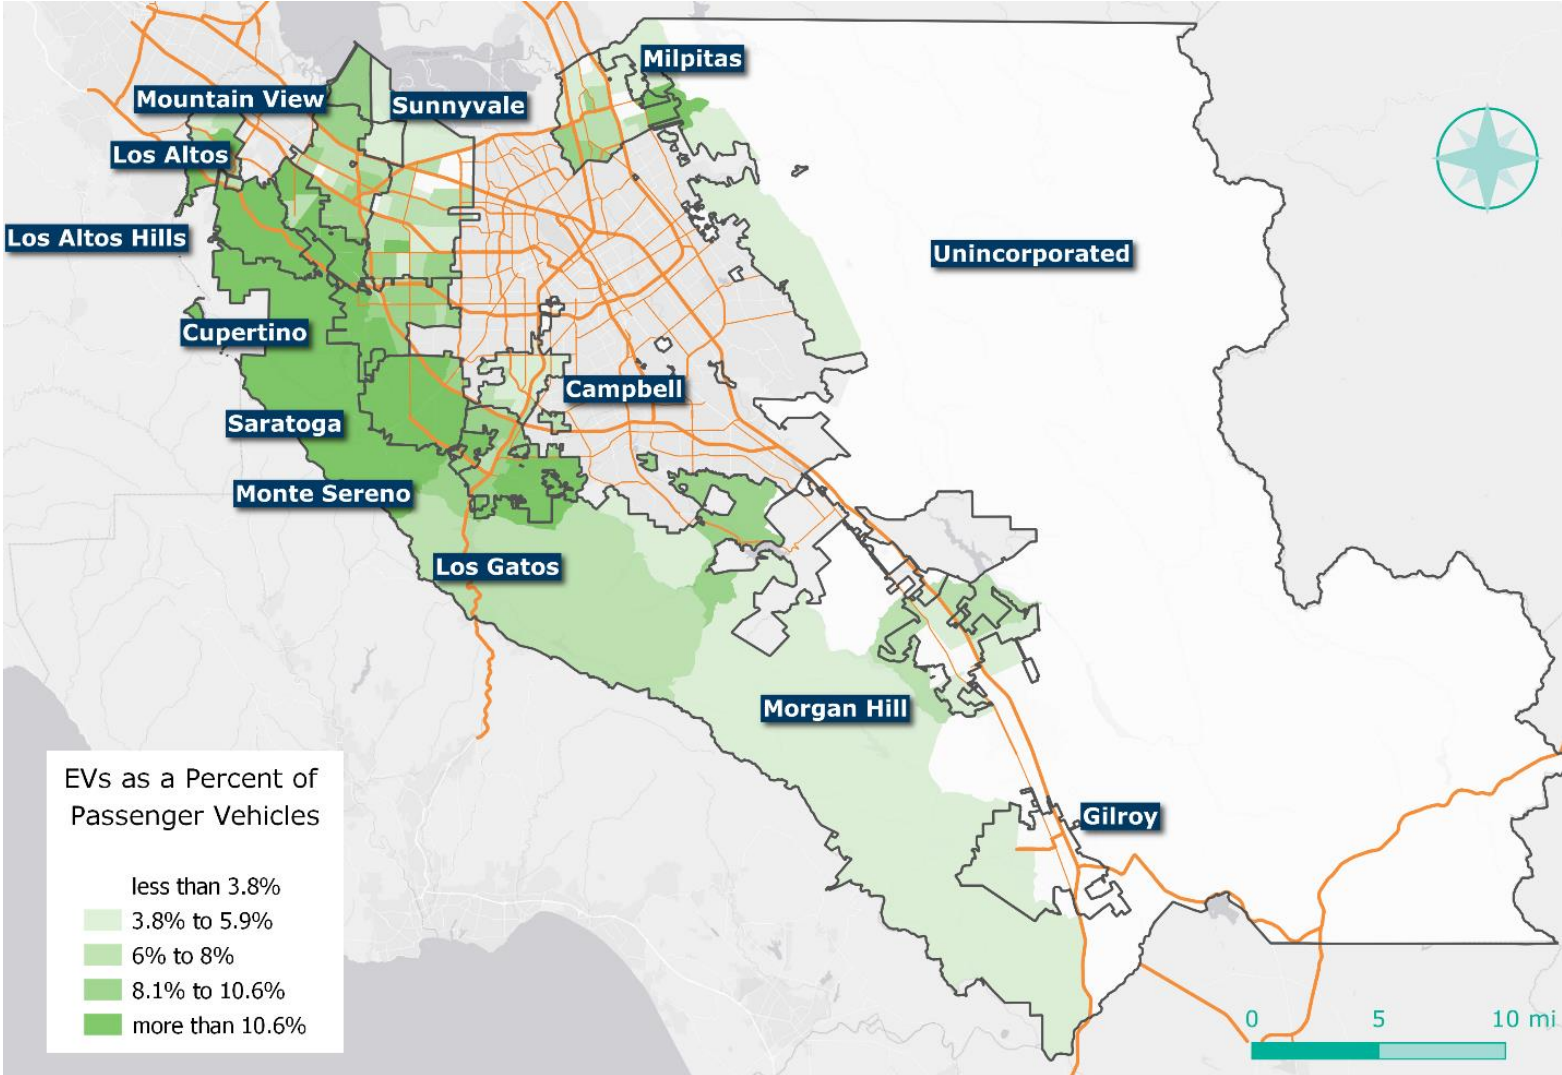 Milpitas
Mountain View
Sunnyvale
Los Altos
Los Altos Hills
Unincorporated
Cupertino
Campbell
Saratoga
Monte Sereno
Los Gatos
Morgan Hill
Gilroy
EVs as a Percent of
Passenger Vehicles
less than 3.8%
3.8% to 5.9%
6% to 8%
8.1% to 10.6%
more than 10.6%
0 5 10 mi